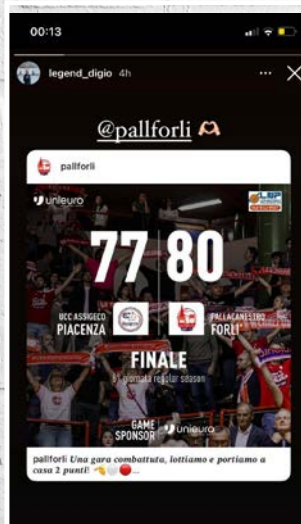 00:13
legend_digio 4h
@pallforli
pallforli
unieuro
77 80
UCC ASSIGECO
PIACENZA
PALLACANESTRO
FORLÌ
FINALE
giornata regular season
GAME
SPONSOR
unieuro
pallforli Una gara combattuta, lottiamo e portiamo a
casa 2 punti!